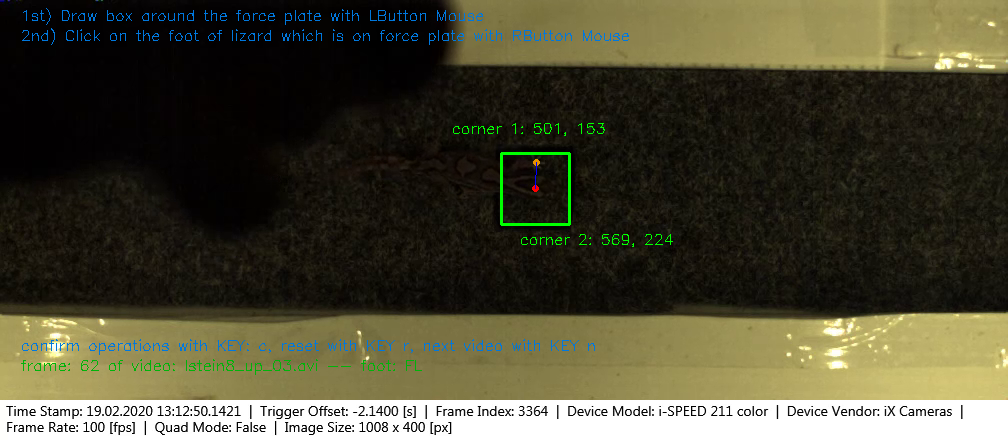 1st) Draw box around the force plate with LButton Mouse
2nd) Click on the foot of lizard which is on force plate with RButton Mouse
corner 1: 501, 153
corner 2: 569, 224
confirm operations with KEY: c, reset with KEY r, next video with KEY n
frame: 62 of video: lstein8_up_03.avi -- FL
Time Stamp: 19.02.2020 13:12:50.1421 | Trigger Offset: -2.1400 [s] | Frame Index: 3364 | Device Model: i-SPEED 211 color | Device Vendor: iX Cameras |
Frame Rate: 100 [fps] | Quad Mode: False | Image Size: 1008 x 400 [px]